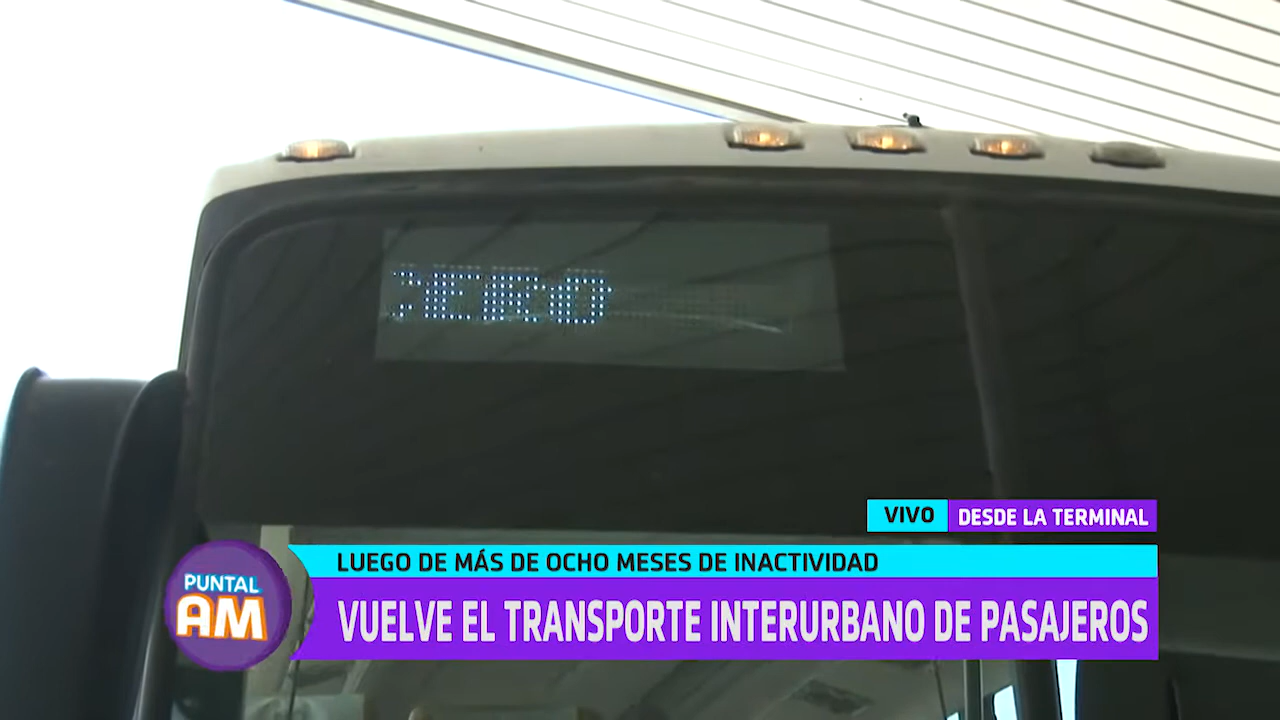 CERO
VIVO DESDE LA TERMINAL
LUEGO DE MÁS DE OCHO MESES DE INACTIVIDAD
PUNTAL
AM
VUELVE EL TRANSPORTE INTERURBANO DE PASAJEROS